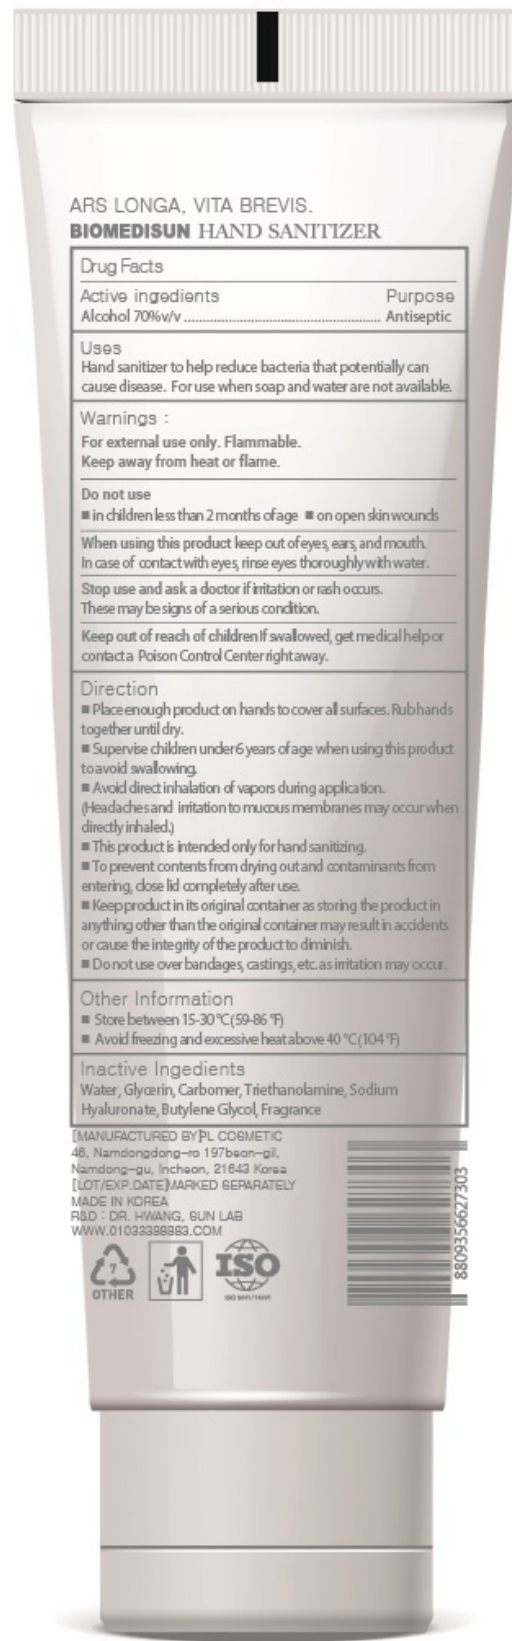 ARS LONGA, VITA BREVIS.
BIOMEDISUN HAND SANITIZER
Drug Facts
Active ingredients Purpose
Alcohol 70%v/v ........................................................ Antiseptic
Uses
Hand sanitizer to help reduce bacteria that potentially can
cause disease. For use when soap and water are not available.
Warnings :
For external use only. Flammable.
Keep away from heat or flame.
Do not use
■ in children less than 2 months of age ■ on open skin wounds
When using this product keep out of eyes, ears, and mouth.
In case of contact with eyes, rinse eyes thoroughly with water.
Stop use and ask a doctor if irritation or rash occurs.
These may be signs of a serious condition.
Keep out of reach of children If swallowed, get medical help or
contact a Poison Control Center right away.
Direction
■ Place enough product on hands to cover all surfaces. Rub hands
together until dry.
■ Supervise children under 6 years of age when using this product
to avoid swallowing.
■ Avoid direct inhalation of vapors during application.
(Headaches and irritation to mucous membranes may occur when
directly inhaled.)
■ This product is intended only for hand sanitizing.
■ To prevent contents from drying out and contaminants from
entering, close lid completely after use.
■ Keep product in its original container as storing the product in
anything other than the original container may result in accidents
or cause the integrity of the product to diminish.
■ Do not use over bandages, castings, etc. as irritation may occur.
Other Information
■ Store between 15-30 °C (59-86 °F)
■ Avoid freezing and excessive heat above 40 °C (104 °F)
Inactive Ingedients
Water, Glycerin, Carbomer, Triethanolamine, Sodium
Hyaluronate, Butylene Glycol, Fragrance
[MANUFACTURED BY]PL COSMETIC
46, Namdongdong-ro 197beon-gil,
Namdong-gu, Incheon, 21643 Korea
[LOT/EXP.DATE]MARKED SEPARATELY
MADE IN KOREA
R&D : DR. HWANG, SUN LAB
WWW.01033388883.COM
7
OTHER
ISO
8809356627303